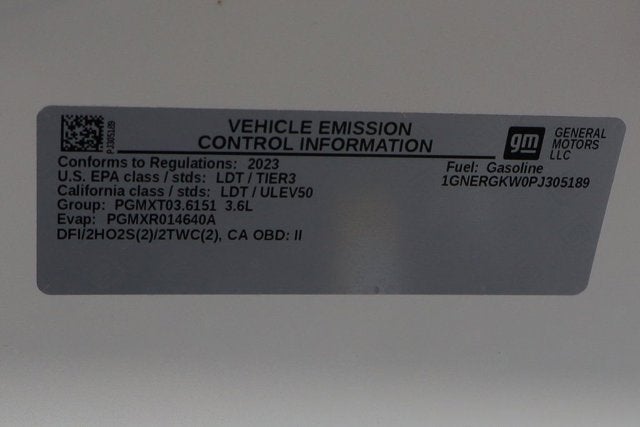 PJ305189
VEHICLE EMISSION
CONTROL INFORMATION
gm
GENERAL
MOTORS
LLC
Conforms to Regulations: 2023
U.S. EPA class / stds: LDT / TIER3
California class / stds: LDT / ULEV50
Group: PGMXT03.6151 3.6L
Evap: PGMXR014640A
DFI/2HO2S(2)/2TWC(2), CA OBD: II
Fuel: Gasoline
1GNERGKW0PJ305189